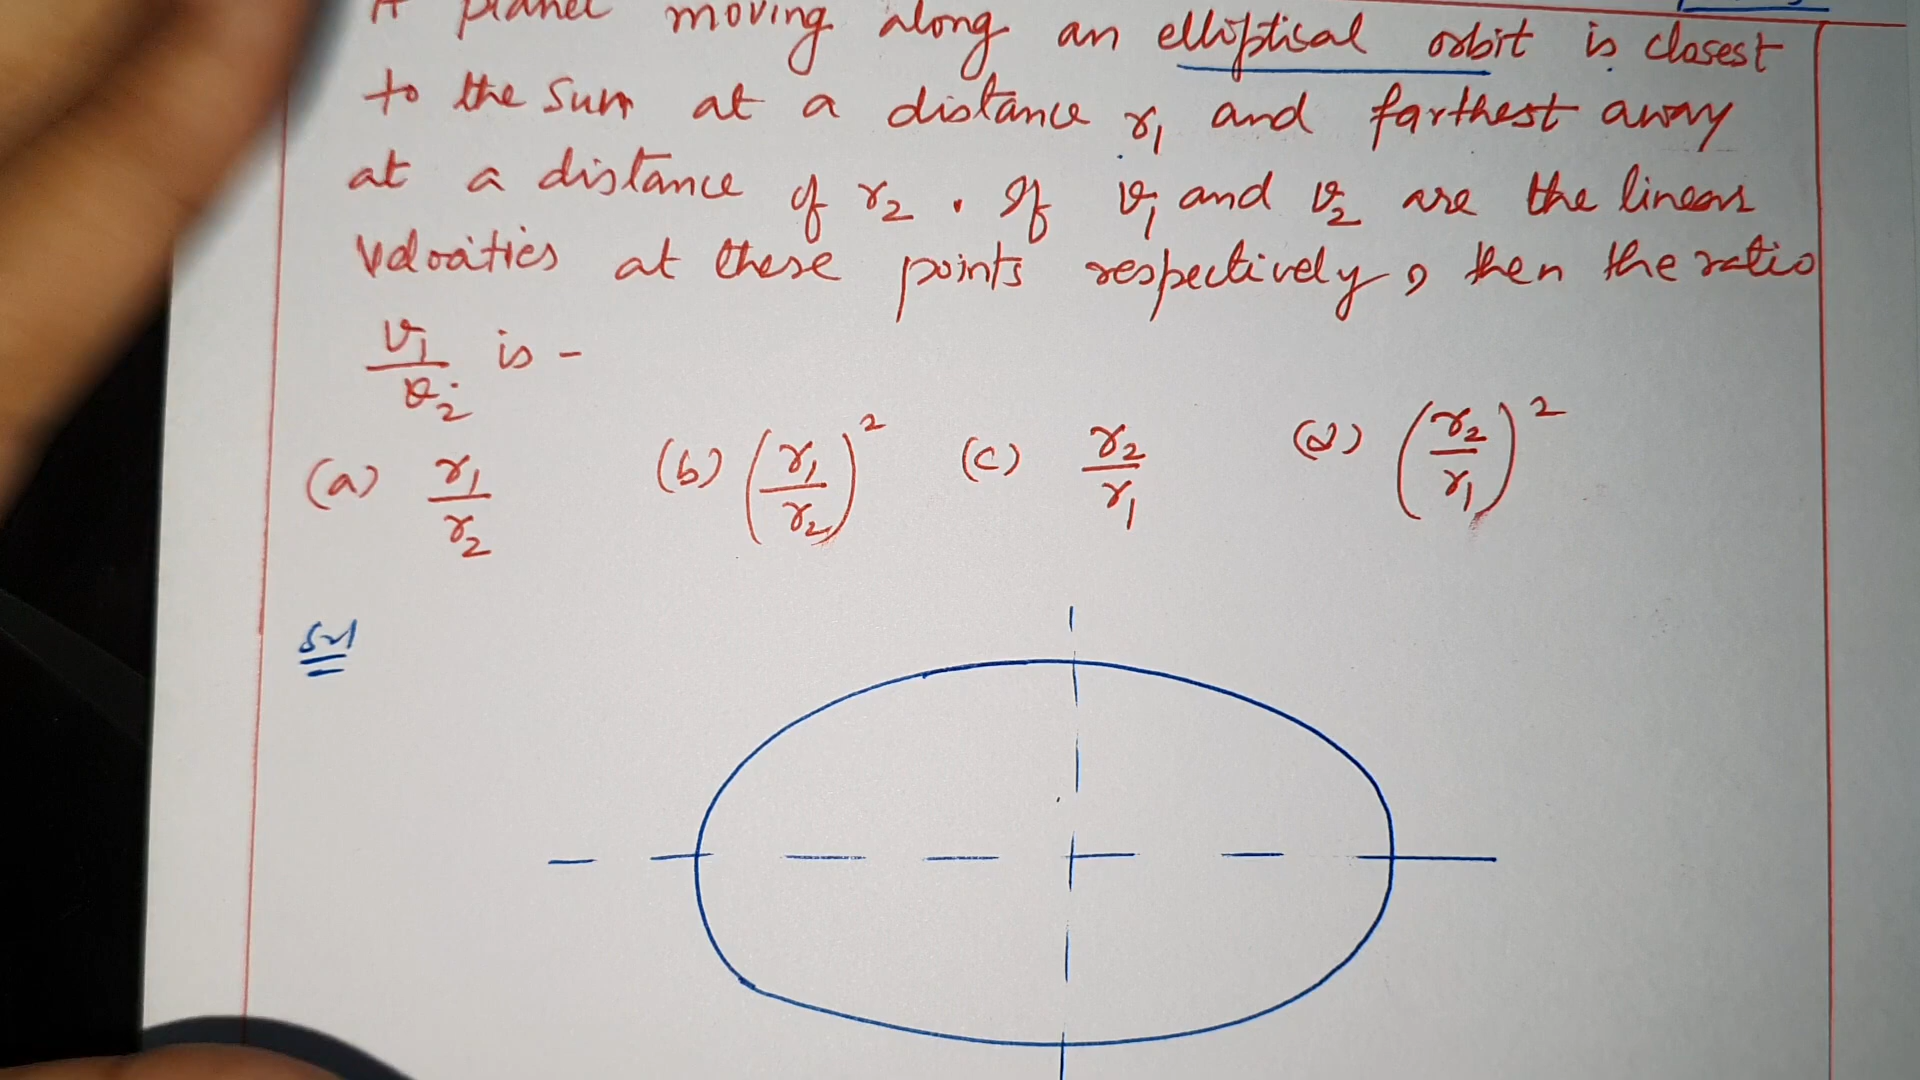 A planet moving along an elliptical orbit is closest
to the sun at a distance r₁ and farthest away
at a distance of r₂. If v₁ and v₂ are the linear
velocities at these points respectively, then the ratio
v₁/v₂ is -
(a) r₁/r₂ (b) (r₁/r₂)² (c) r₂/r₁ (d) (r₂/r₁)²
Sol